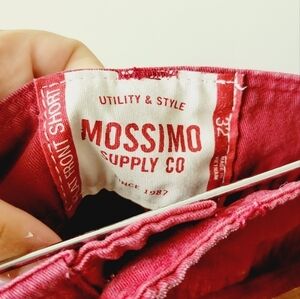 UTILITY & STYLE
MOSSIMO
SUPPLY CO
SINCE 1987
FLAT FRONT SHORT
32